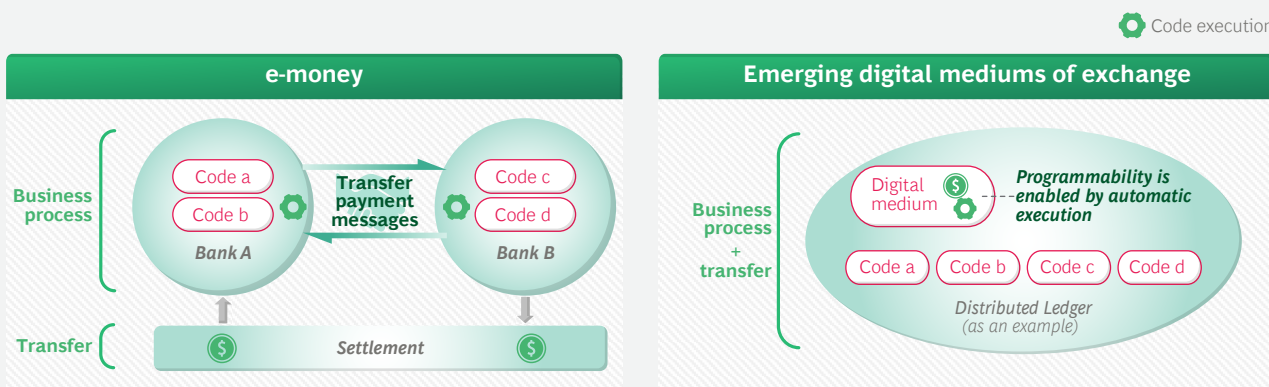 Code execution
e-money
Emerging digital mediums of exchange
Business
process
Code a
Code b
Bank A
Transfer
payment
messages
Code c
Code d
Bank B
Transfer
$
Settlement
$
Business
process
+
transfer
Digital
medium
$
Programmability is
enabled by automatic
execution
Code a
Code b
Code c
Code d
Distributed Ledger
(as an example)